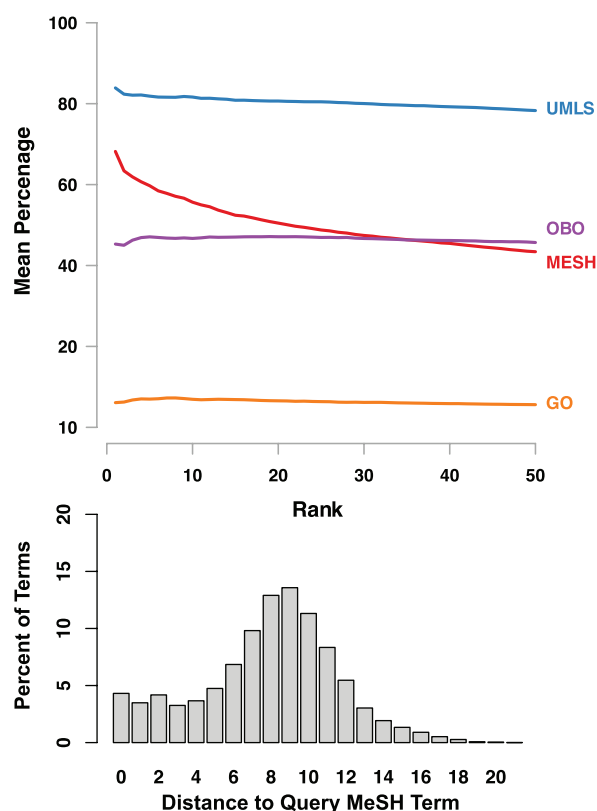 100
80
60
40
20
10
Mean Percenage
UMLS
OBO
MESH
GO
0 10 20 30 40 50
Rank
20
15
10
5
0
Percent of Terms
0 2 4 6 8 10 12 14 16 18 20
Distance to Query MeSH Term